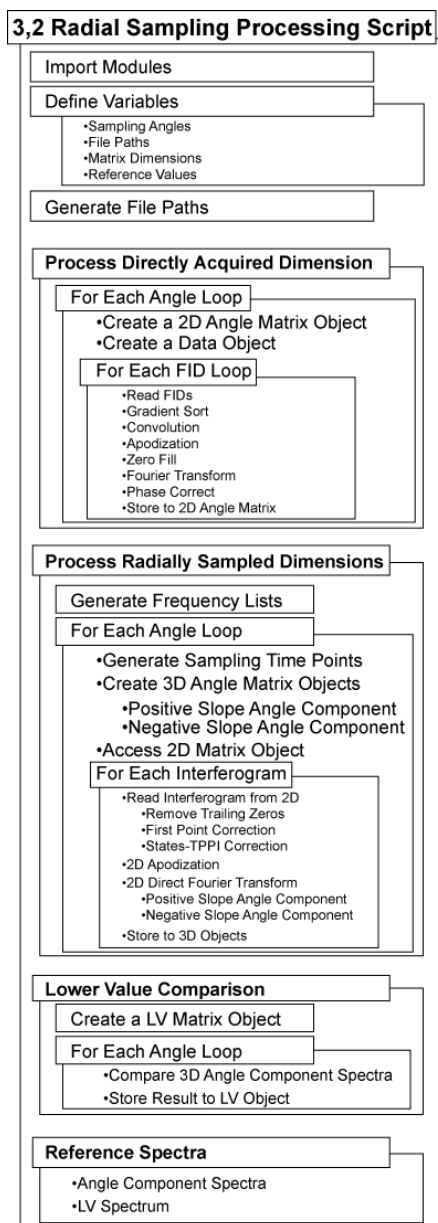 3,2 Radial Sampling Processing Script
Import Modules
Define Variables
•Sampling Angles
•File Paths
•Matrix Dimensions
•Reference Values
Generate File Paths
Process Directly Acquired Dimension
For Each Angle Loop
•Create a 2D Angle Matrix Object
•Create a Data Object
For Each FID Loop
•Read FIDs
•Gradient Sort
•Convolution
•Apodization
•Zero Fill
•Fourier Transform
•Phase Correct
•Store to 2D Angle Matrix
Process Radially Sampled Dimensions
Generate Frequency Lists
For Each Angle Loop
•Generate Sampling Time Points
•Create 3D Angle Matrix Objects
•Positive Slope Angle Component
•Negative Slope Angle Component
•Access 2D Matrix Object
For Each Interferogram
•Read Interferogram from 2D
•Remove Trailing Zeros
•First Point Correction
•States-TPPI Correction
•2D Apodization
•2D Direct Fourier Transform
•Positive Slope Angle Component
•Negative Slope Angle Component
•Store to 3D Objects
Lower Value Comparison
Create a LV Matrix Object
For Each Angle Loop
•Compare 3D Angle Component Spectra
•Store Result to LV Object
Reference Spectra
•Angle Component Spectra
•LV Spectrum